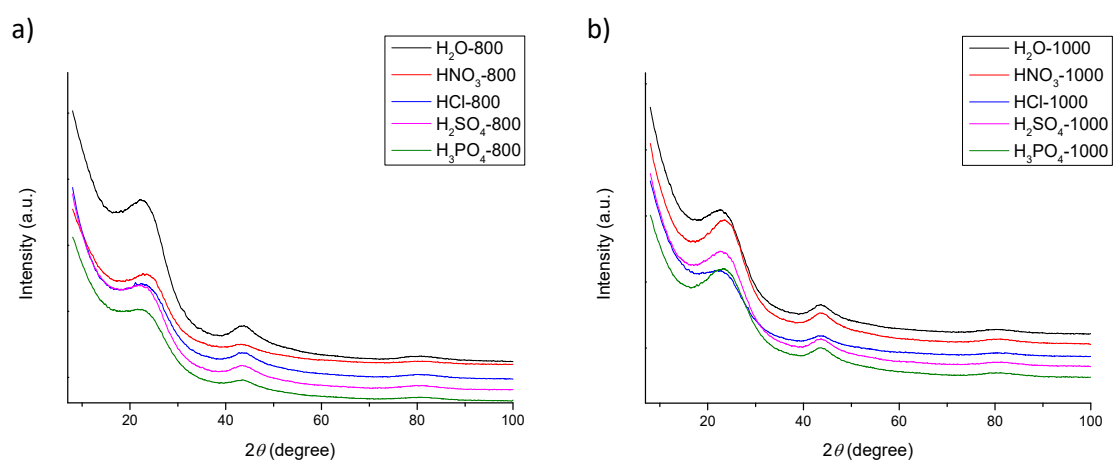 a)
H₂O-800
HNO₃-800
HCl-800
H₂SO₄-800
H₃PO₄-800
Intensity (a.u.)
20 40 60 80 100
2θ (degree)
b)
H₂O-1000
HNO₃-1000
HCl-1000
H₂SO₄-1000
H₃PO₄-1000
Intensity (a.u.)
20 40 60 80 100
2θ (degree)